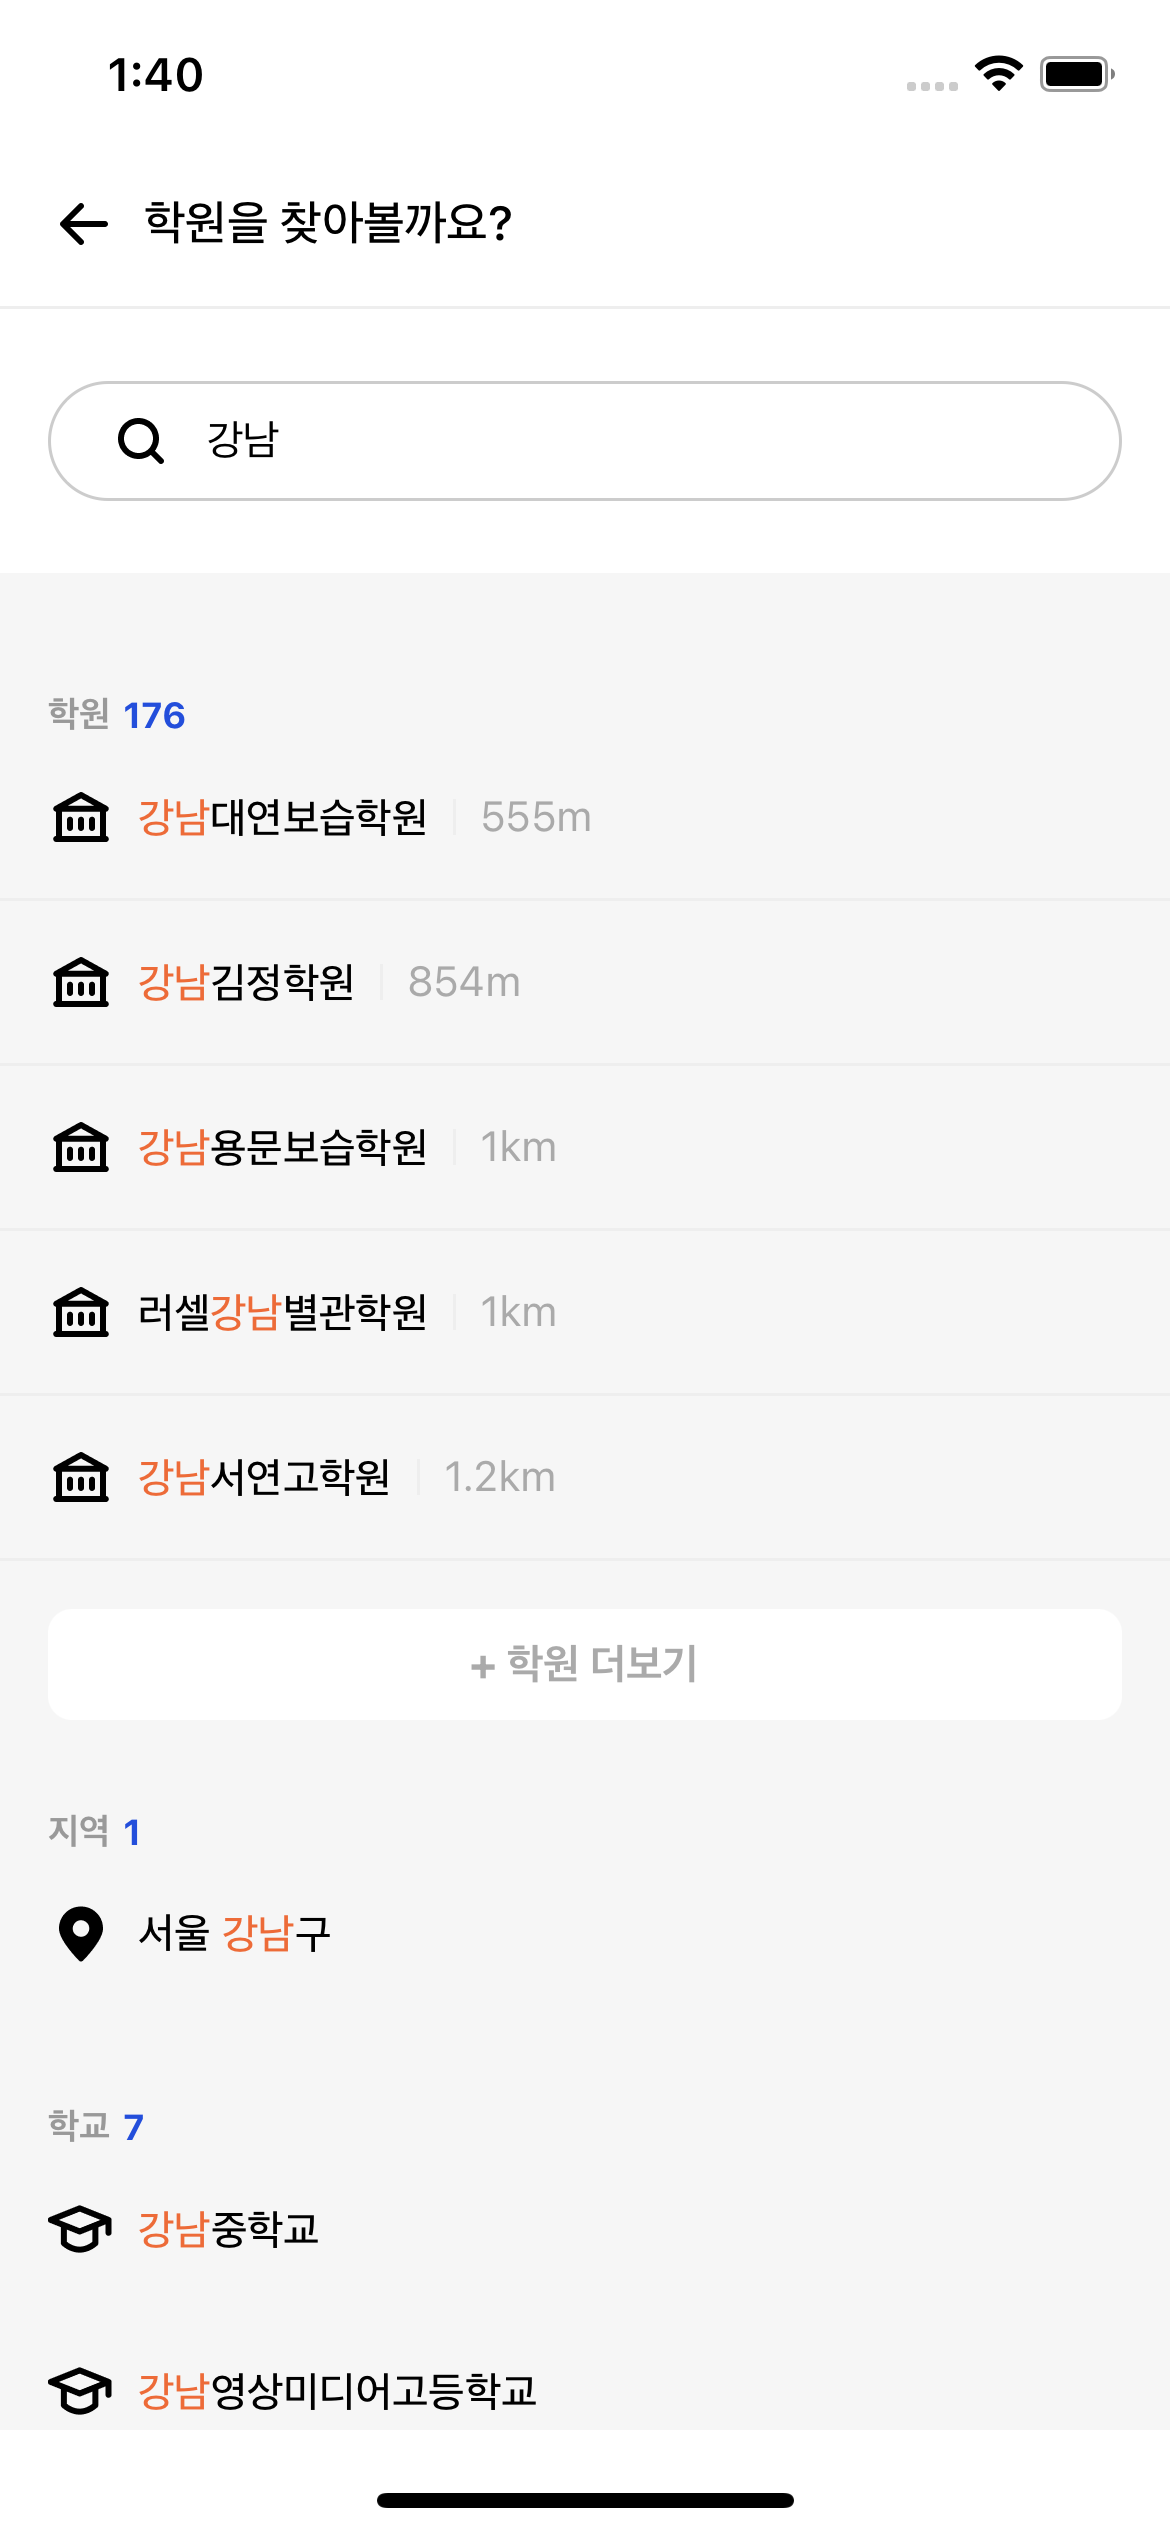 1:40
학원을 찾아볼까요?
강남
학원 176
강남대연보습학원 555m
강남김정학원 854m
강남용문보습학원 1km
러셀강남별관학원 1km
강남서연고학원 1.2km
+ 학원 더보기
지역 1
서울 강남구
학교 7
강남중학교
강남영상미디어고등학교